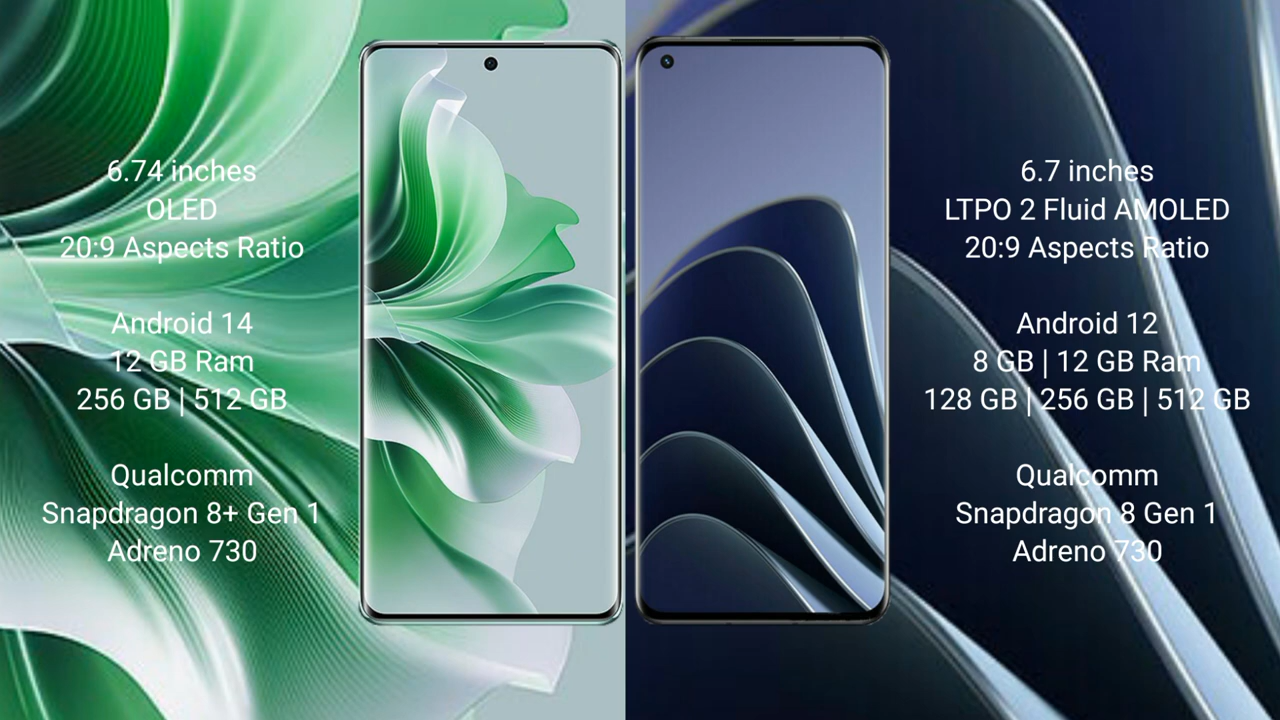 6.74 inches
OLED
20:9 Aspects Ratio
Android 14
12 GB Ram
256 GB | 512 GB
Qualcomm
Snapdragon 8+ Gen 1
Adreno 730
6.7 inches
LTPO 2 Fluid AMOLED
20:9 Aspects Ratio
Android 12
8 GB | 12 GB Ram
128 GB | 256 GB | 512 GB
Qualcomm
Snapdragon 8 Gen 1
Adreno 730